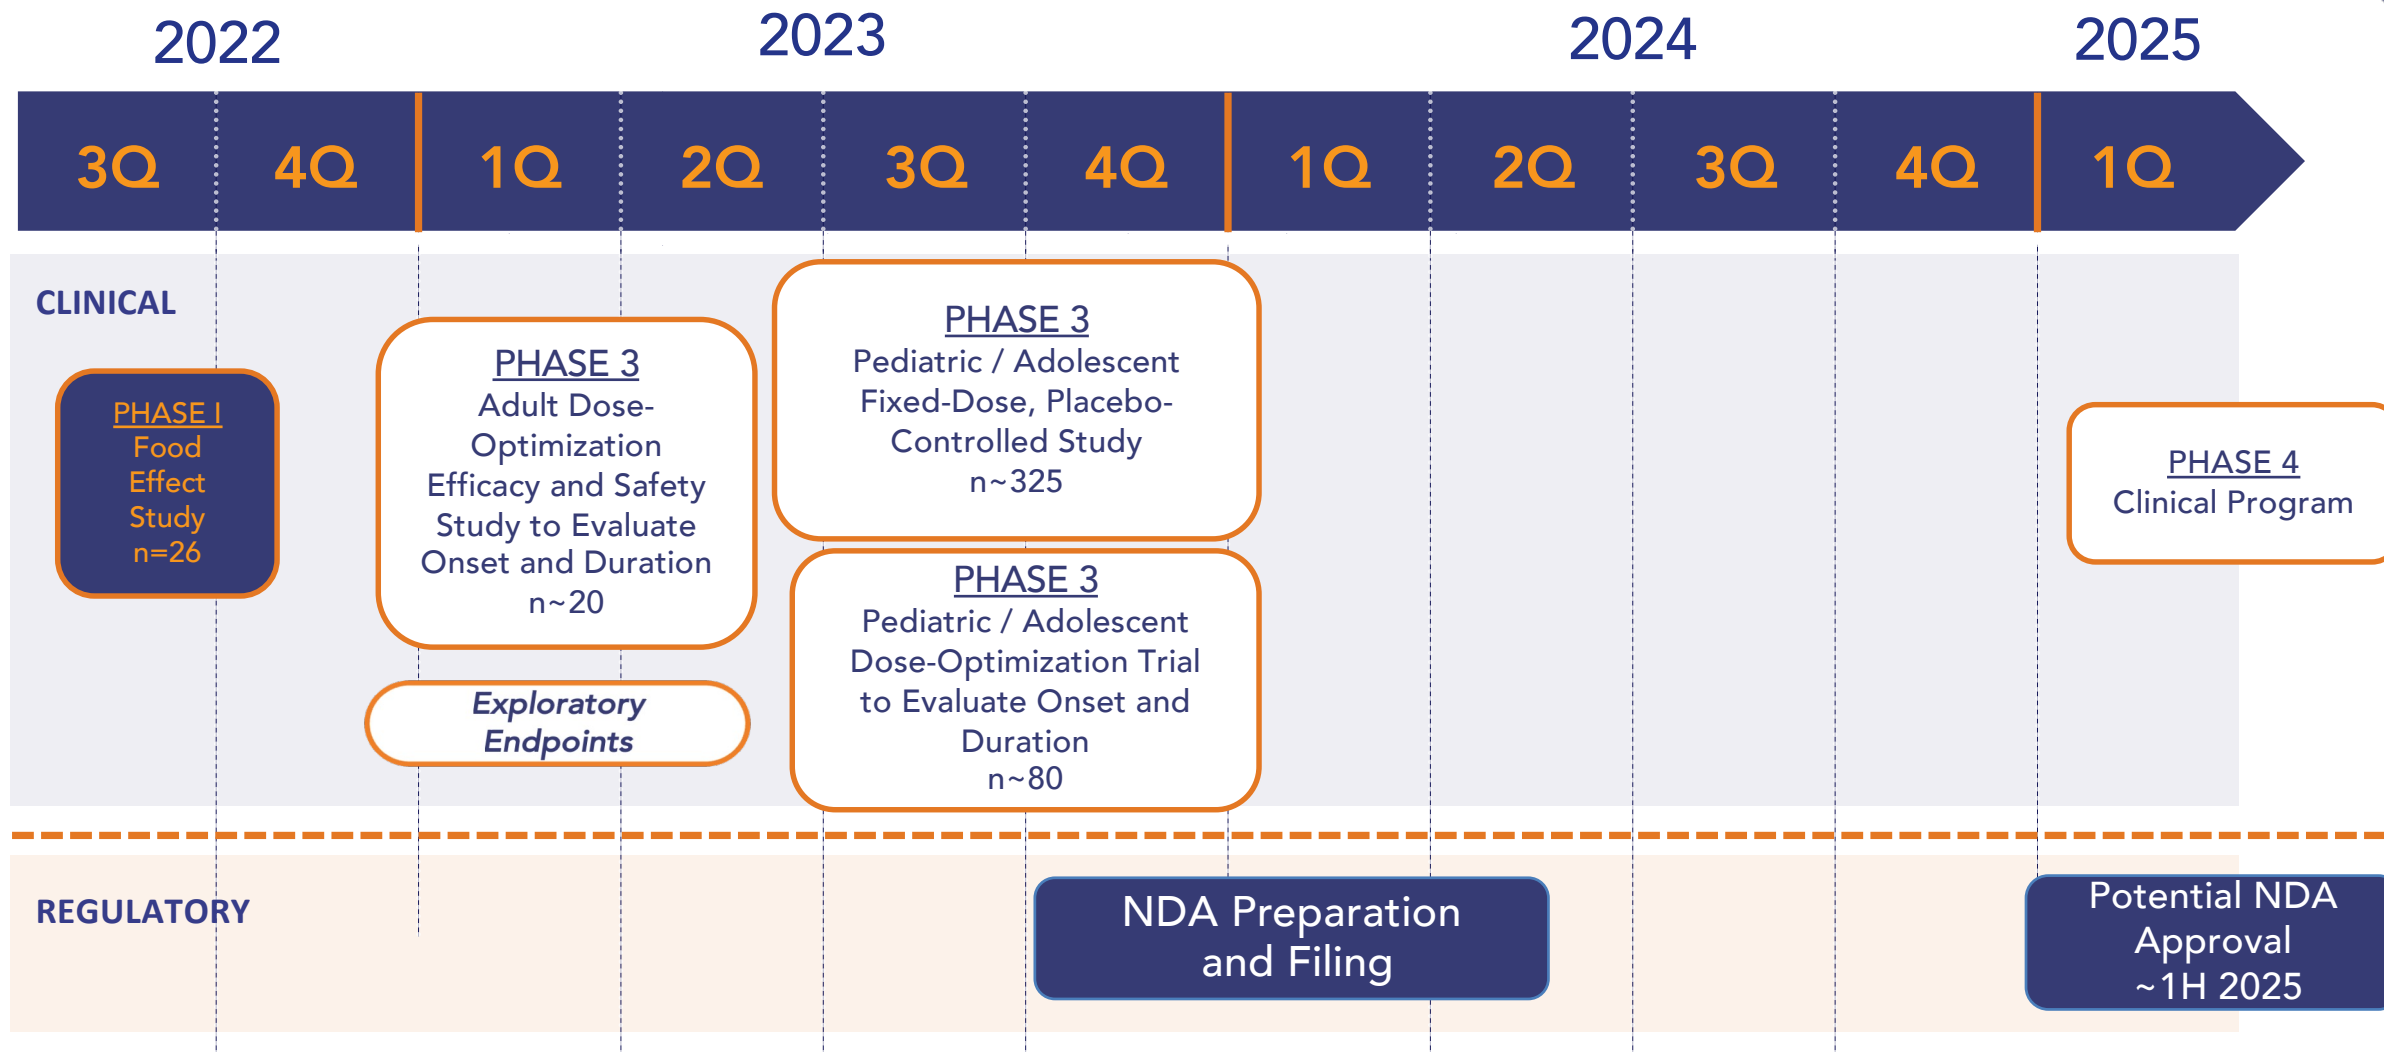 2022
2023
2024
2025
3Q
4Q
1Q
2Q
3Q
4Q
1Q
2Q
3Q
4Q
1Q
CLINICAL
PHASE I
Food
Effect
Study
n=26
PHASE 3
Adult Dose-
Optimization
Efficacy and Safety
Study to Evaluate
Onset and Duration
n~20
Exploratory
Endpoints
PHASE 3
Pediatric / Adolescent
Fixed-Dose, Placebo-
Controlled Study
n~325
PHASE 3
Pediatric / Adolescent
Dose-Optimization Trial
to Evaluate Onset and
Duration
n~80
PHASE 4
Clinical Program
REGULATORY
NDA Preparation
and Filing
Potential NDA
Approval
~1H 2025